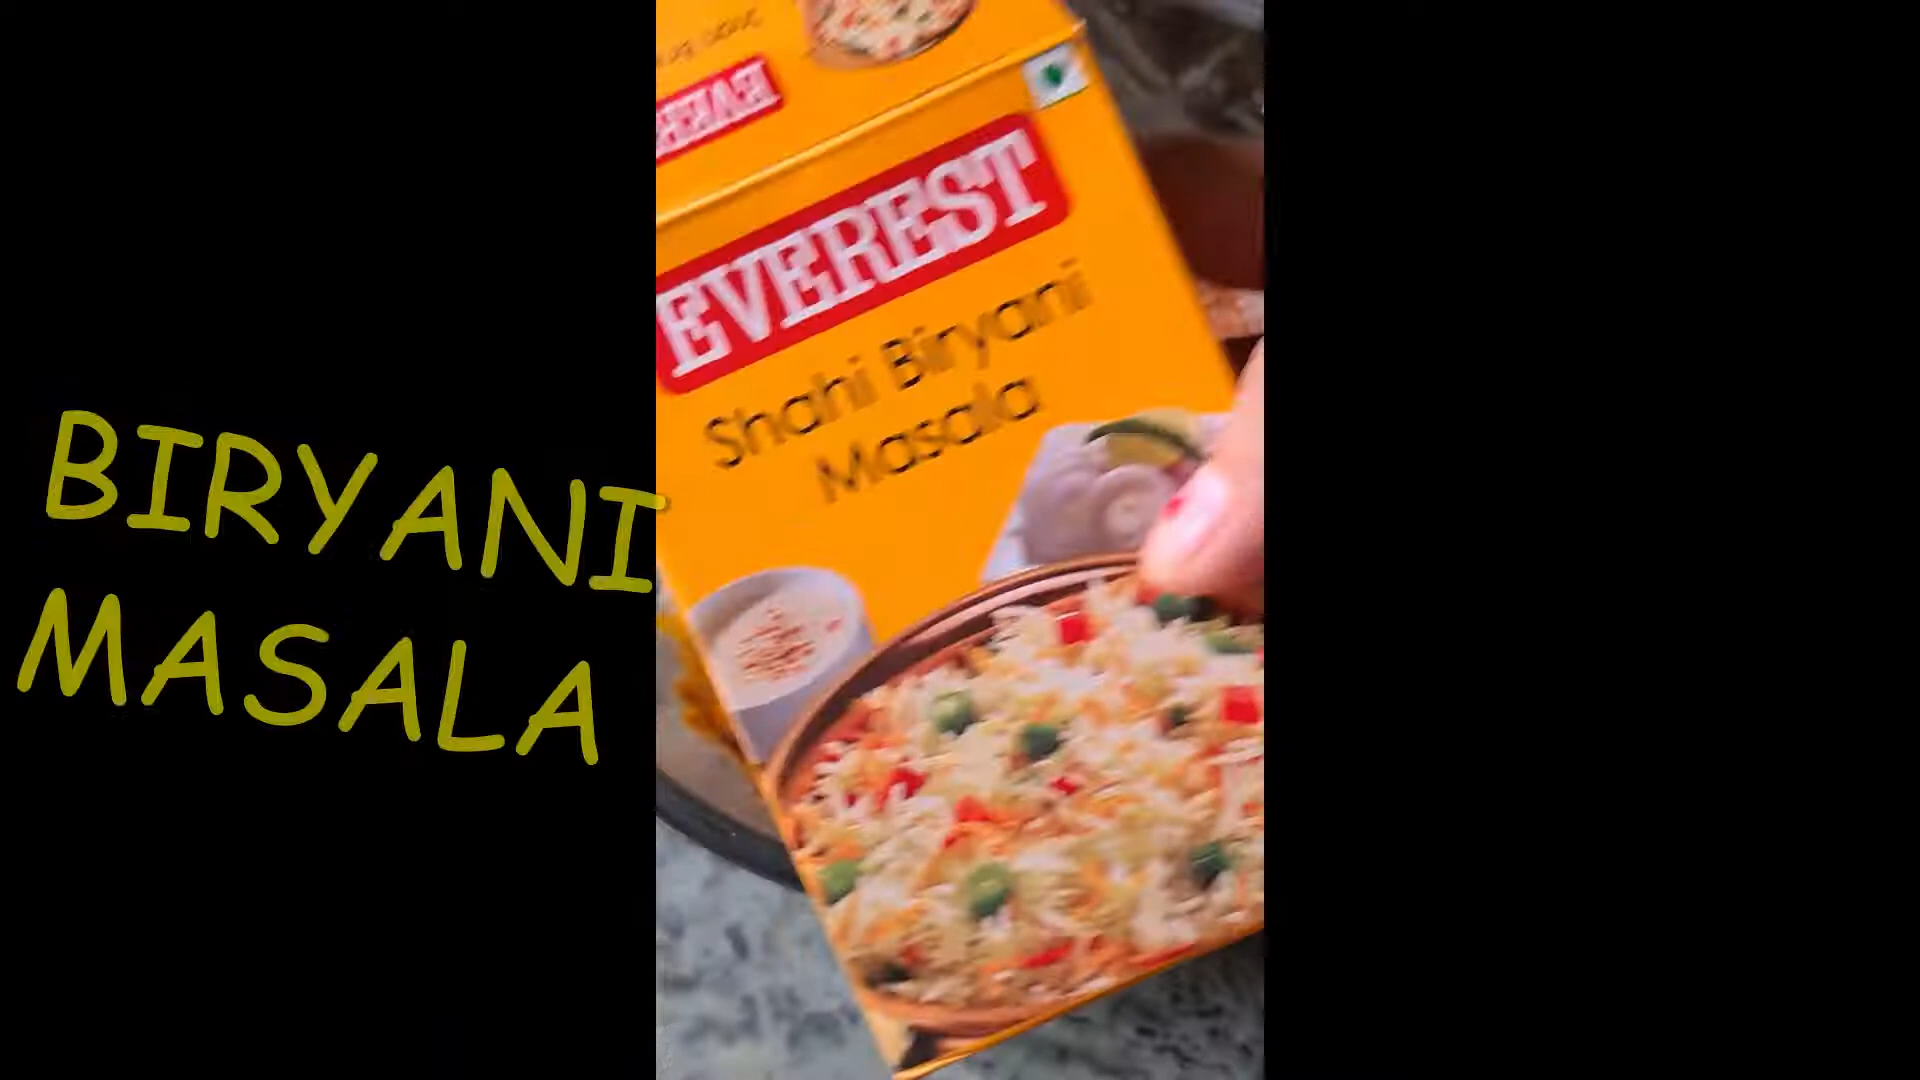 BIRYANI
MASALA
EVEREST
Shahi Biryani
Masala